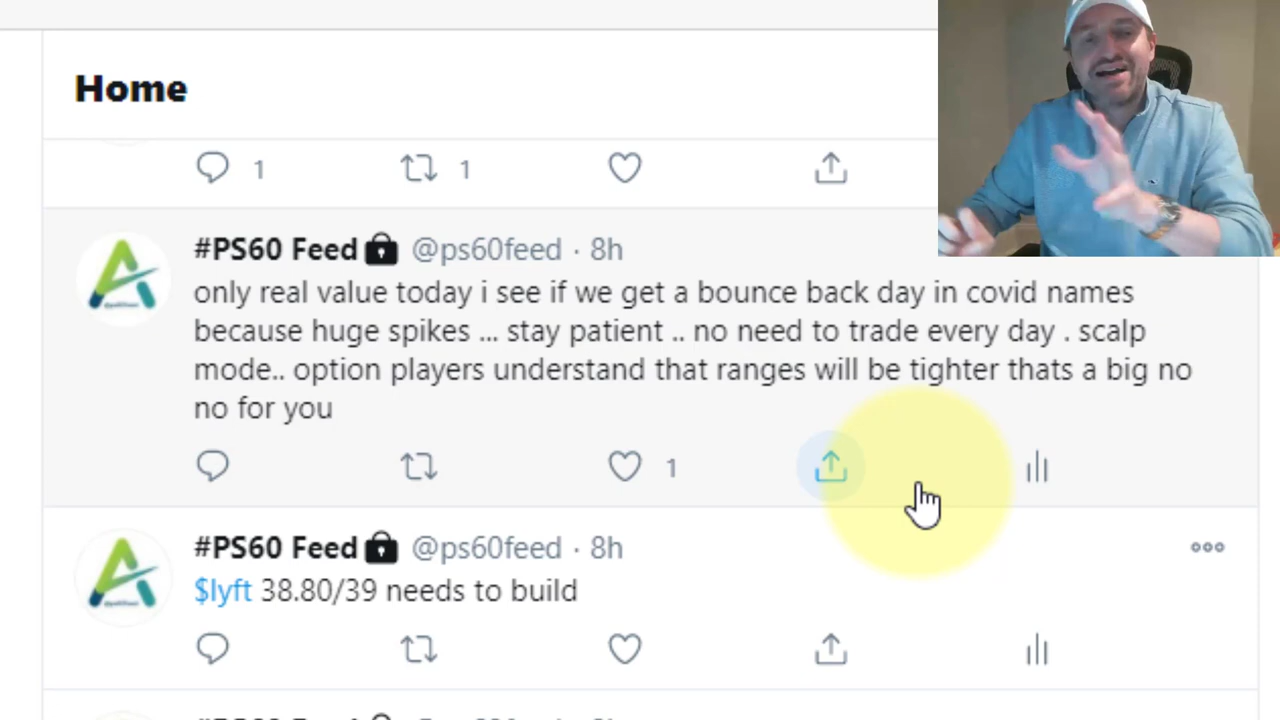 Home
1 1
#PS60 Feed @ps60feed · 8h
only real value today i see if we get a bounce back day in covid names
because huge spikes ... stay patient .. no need to trade every day . scalp
mode.. option players understand that ranges will be tighter thats a big no
no for you
1
#PS60 Feed @ps60feed · 8h
$lyft 38.80/39 needs to build